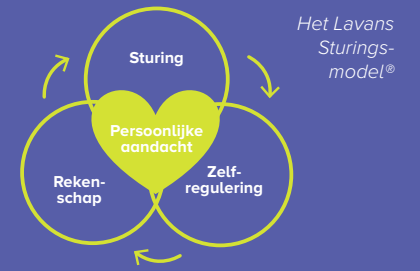 Het Lavans
Sturings-
model®
Sturing
Persoonlijke
aandacht
Zelf-
regulering
Reken-
schap